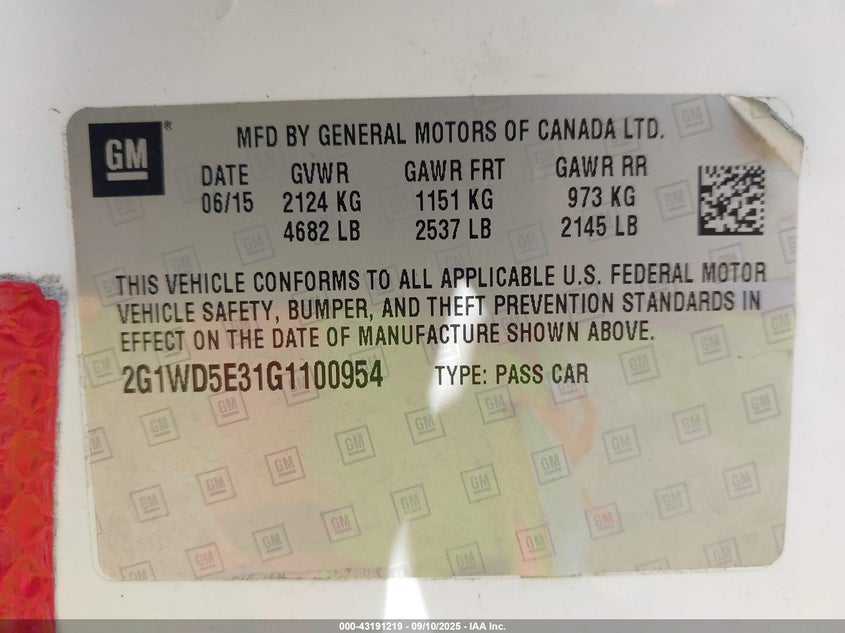 GM®
MFD BY GENERAL MOTORS OF CANADA LTD.
DATE GVWR GAWR FRT GAWR RR
06/15 2124 KG 1151 KG 973 KG
4682 LB 2537 LB 2145 LB
THIS VEHICLE CONFORMS TO ALL APPLICABLE U.S. FEDERAL MOTOR
VEHICLE SAFETY, BUMPER, AND THEFT PREVENTION STANDARDS IN
EFFECT ON THE DATE OF MANUFACTURE SHOWN ABOVE.
2G1WD5E31G1100954 TYPE: PASS CAR
000-43191219 - 09/10/2025 - IAA Inc.